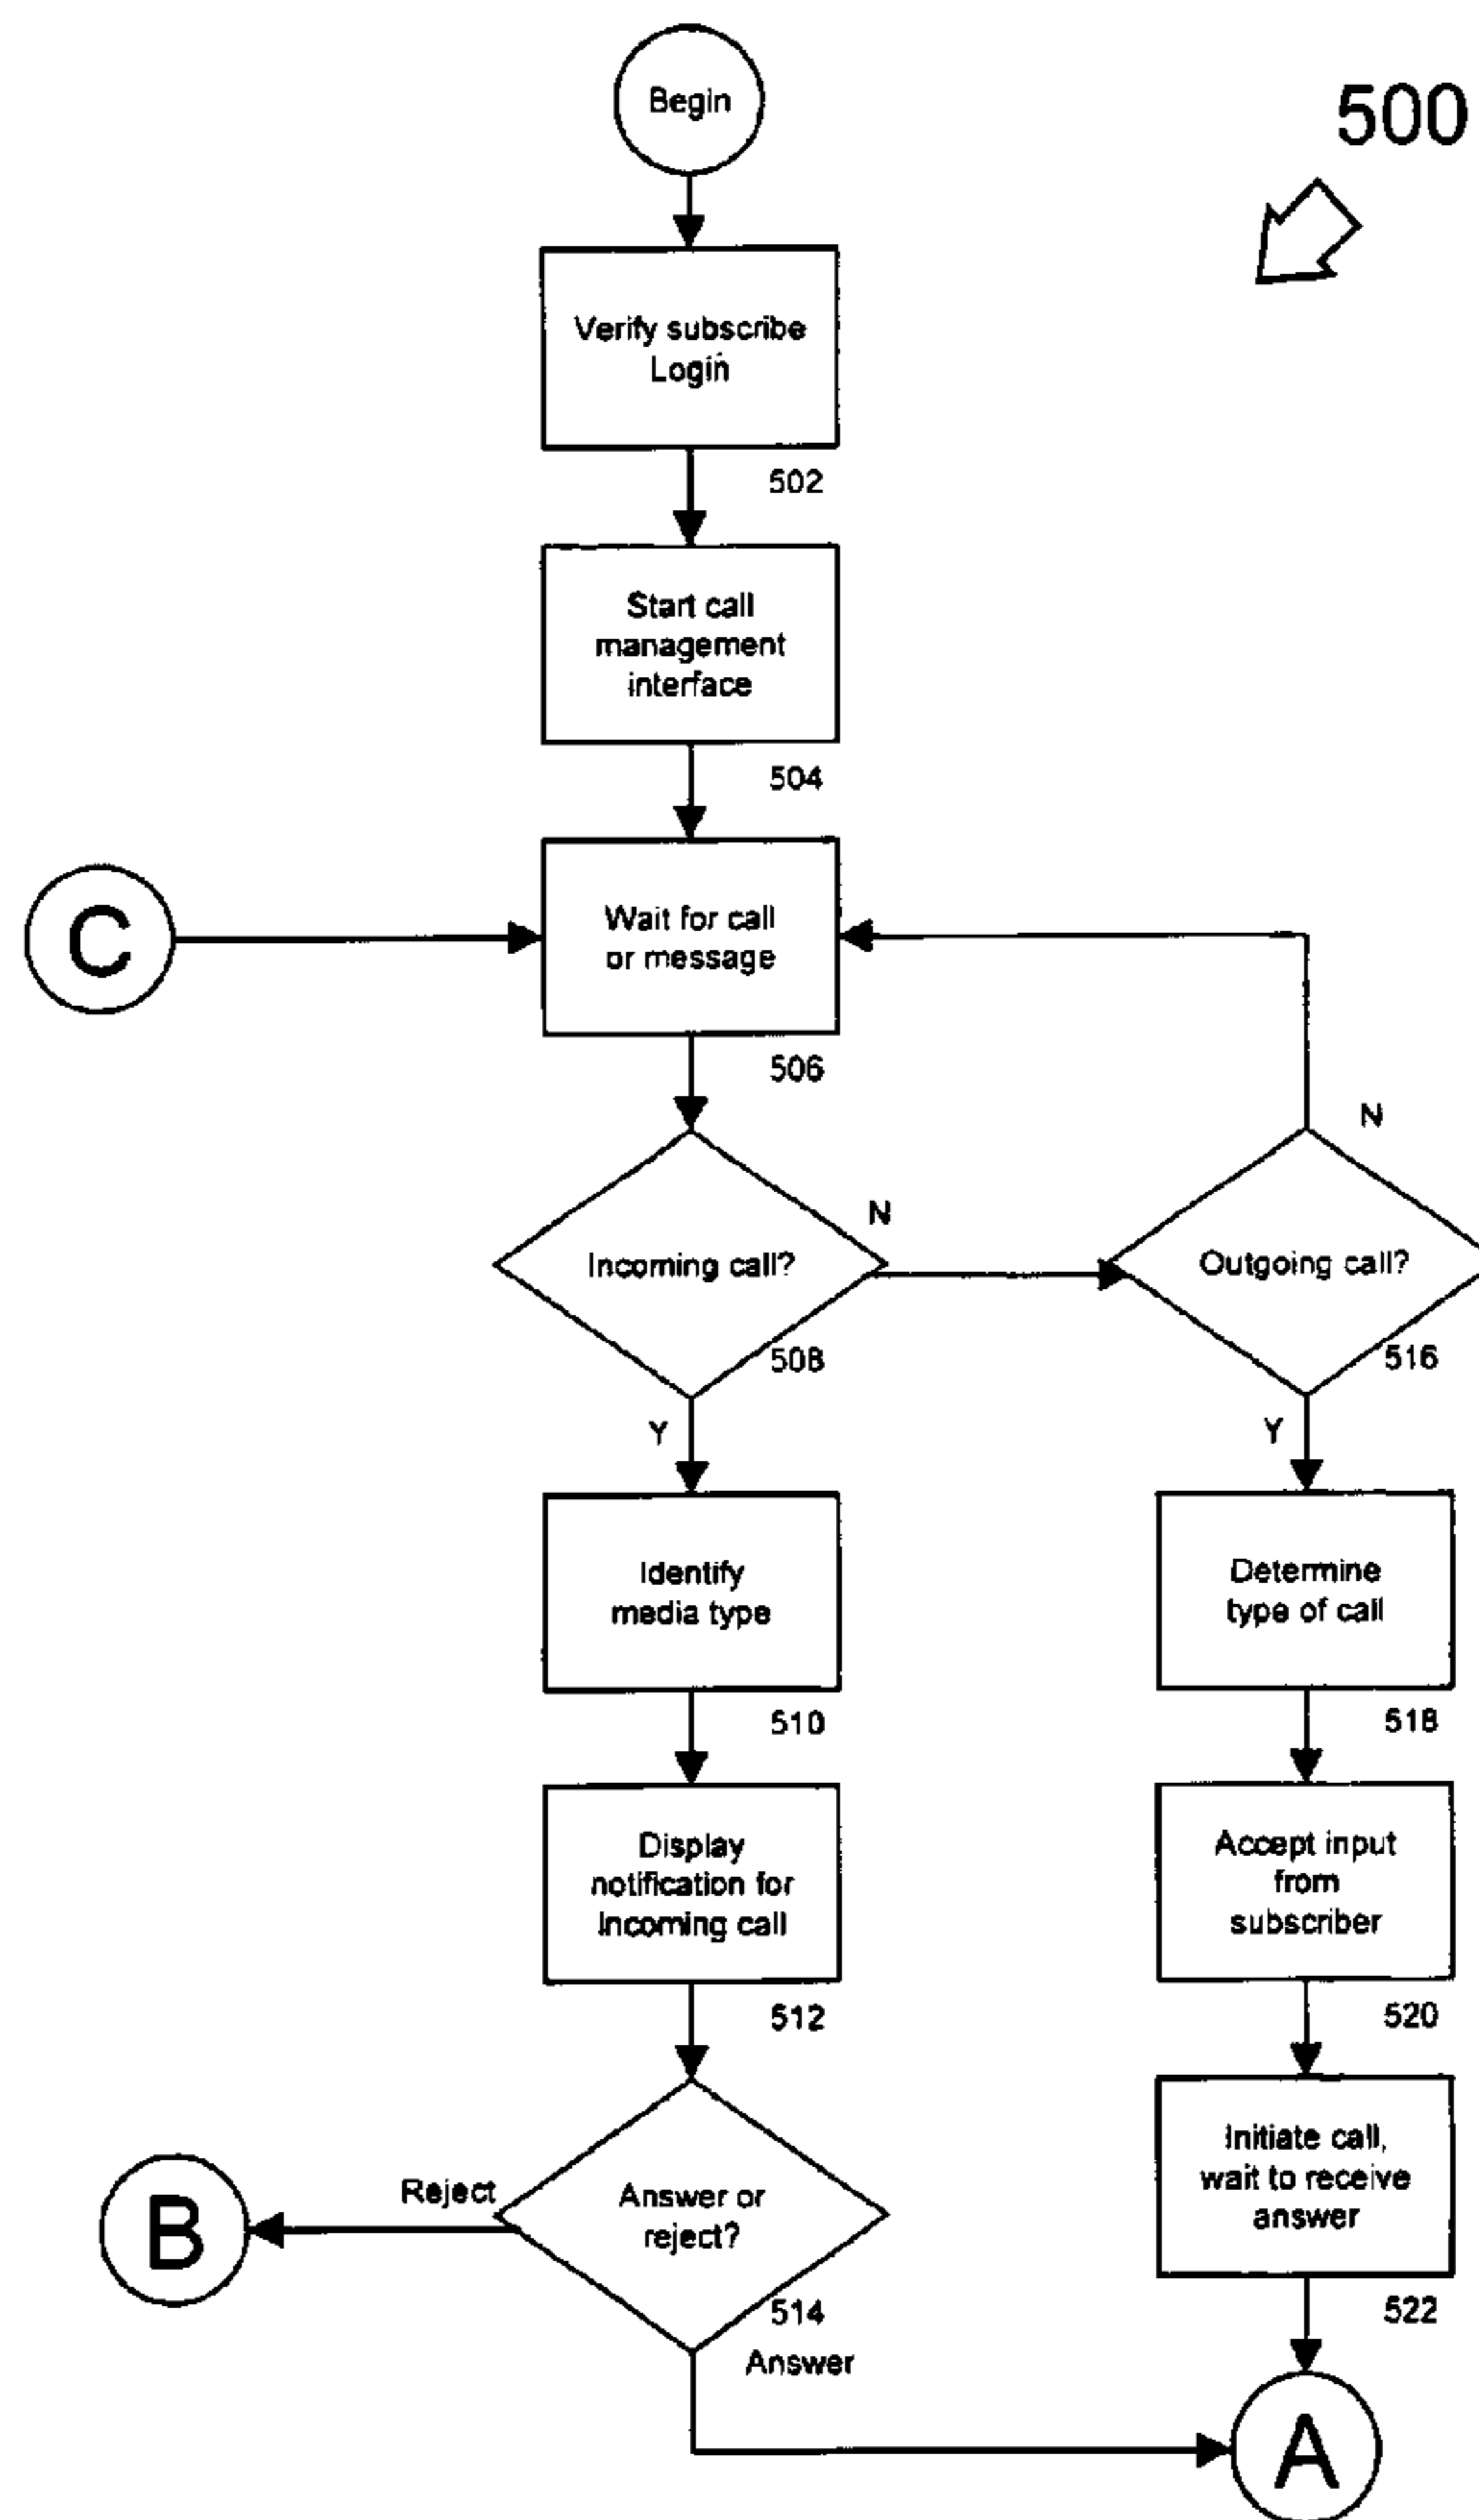 Begin
500
Verify subscribe
Login
502
Start call
management
interface
504
C
Wait for call
or message
506
N
Incoming call?
N
508
Outgoing call?
516
Y
Y
Identify
media type
510
Determine
type of call
518
Display
notification for
Incoming call
512
Accept input
from
subscriber
520
B
Reject
Answer or
reject?
514
Answer
Initiate call,
wait to receive
answer
522
A